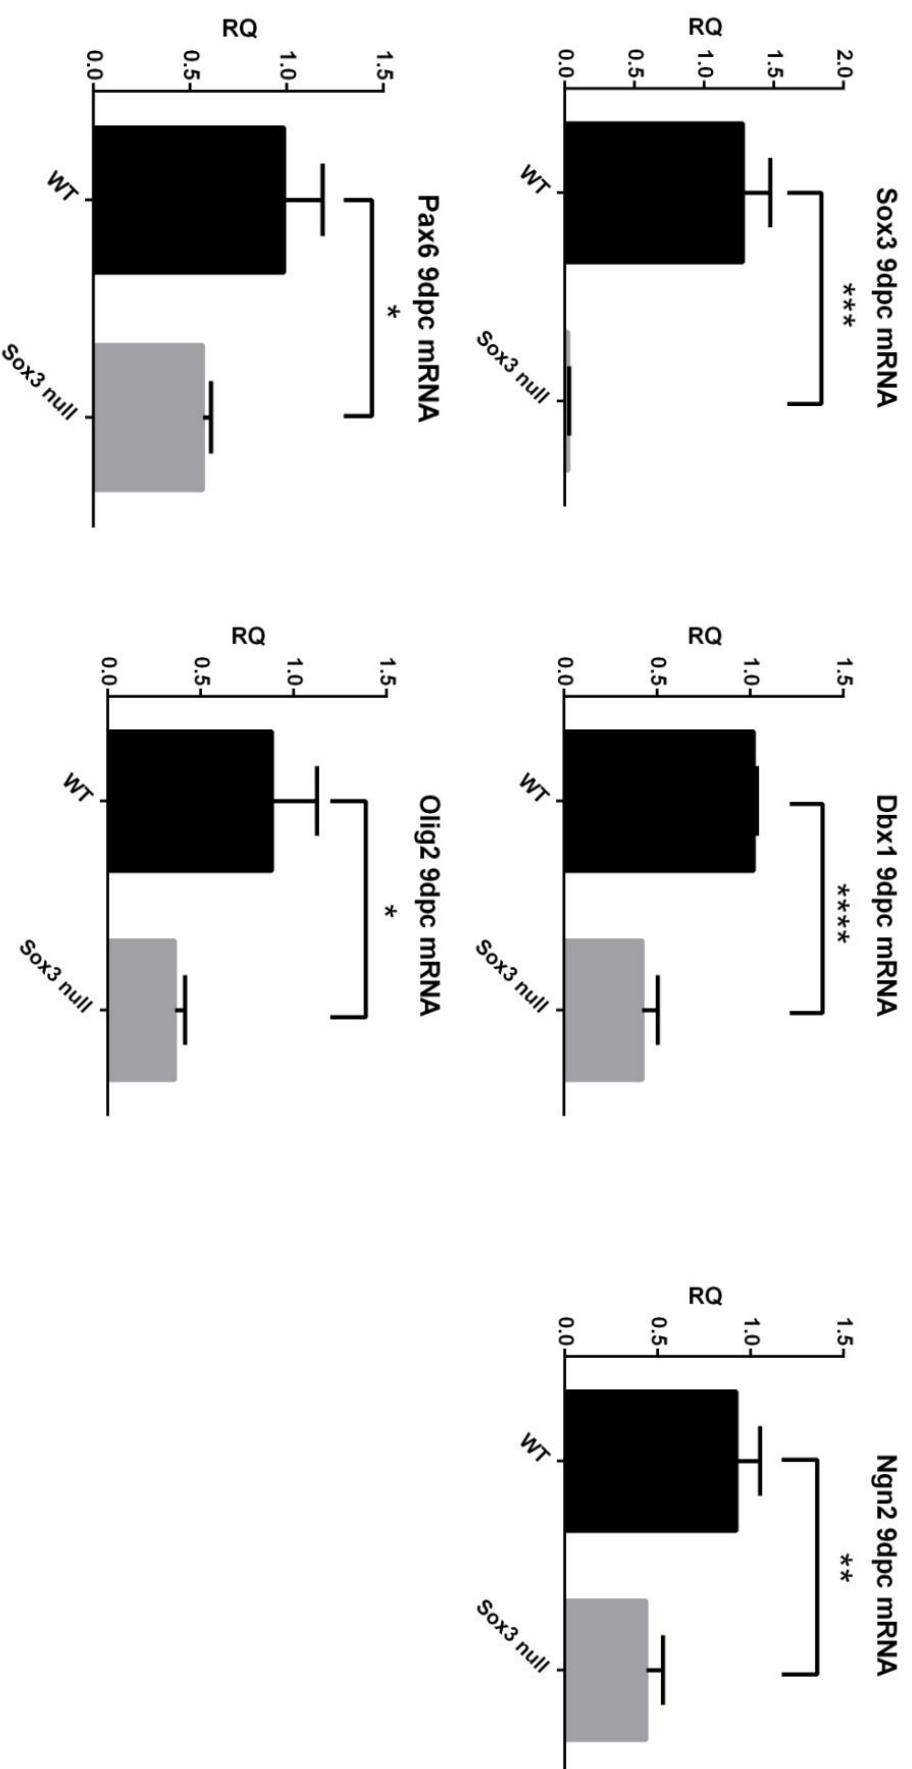 Sox3 9dpc mRNA
***
RQ
2.0
1.5
1.0
0.5
0.0
WT
Sox3 null
Dbx1 9dpc mRNA
****
RQ
1.5
1.0
0.5
0.0
WT
Sox3 null
Ngn2 9dpc mRNA
**
RQ
1.5
1.0
0.5
0.0
WT
Sox3 null
Pax6 9dpc mRNA
*
RQ
1.5
1.0
0.5
0.0
WT
Sox3 null
Olig2 9dpc mRNA
*
RQ
1.5
1.0
0.5
0.0
WT
Sox3 null